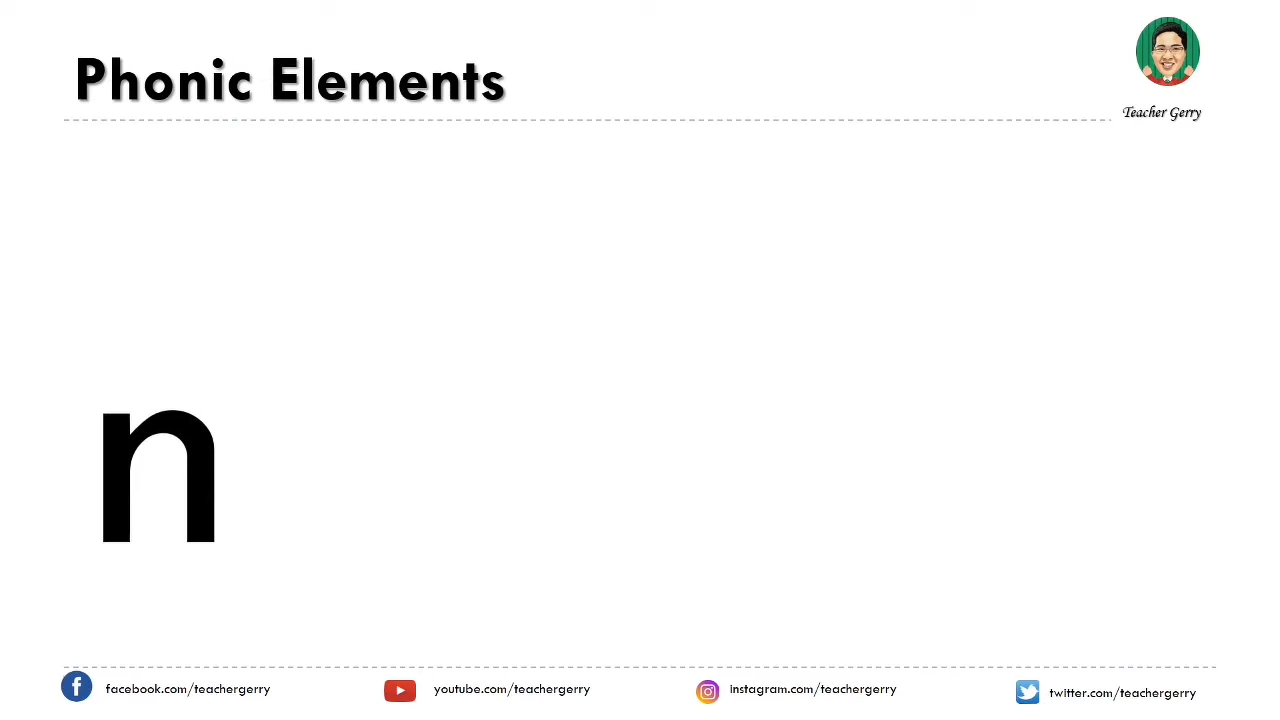 Phonic Elements
Teacher Gerry
n
facebook.com/teachergerry
youtube.com/teachergerry
instagram.com/teachergerry
twitter.com/teachergerry